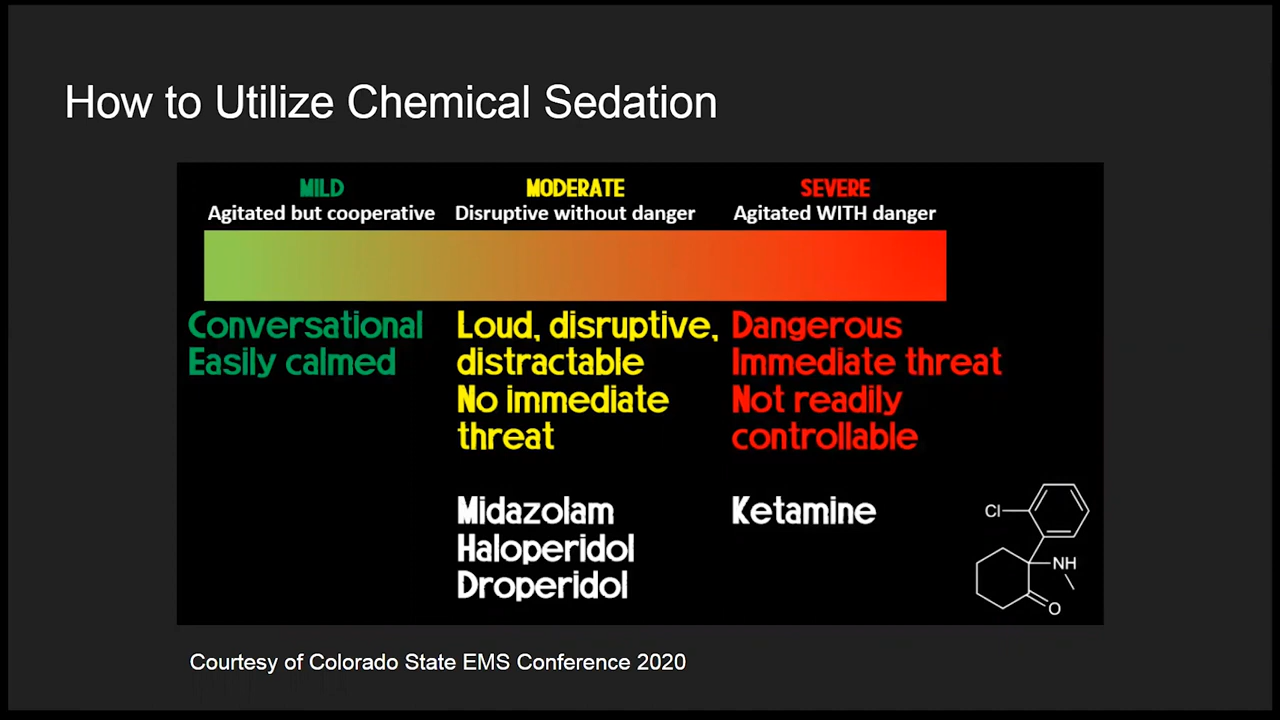 How to Utilize Chemical Sedation
MILD
Agitated but cooperative
Conversational
Easily calmed
MODERATE
Disruptive without danger
Loud, disruptive,
distractable
No immediate
threat
Midazolam
Haloperidol
Droperidol
SEVERE
Agitated WITH danger
Dangerous
Immediate threat
Not readily
controllable
Ketamine
Cl
NH
O
Courtesy of Colorado State EMS Conference 2020